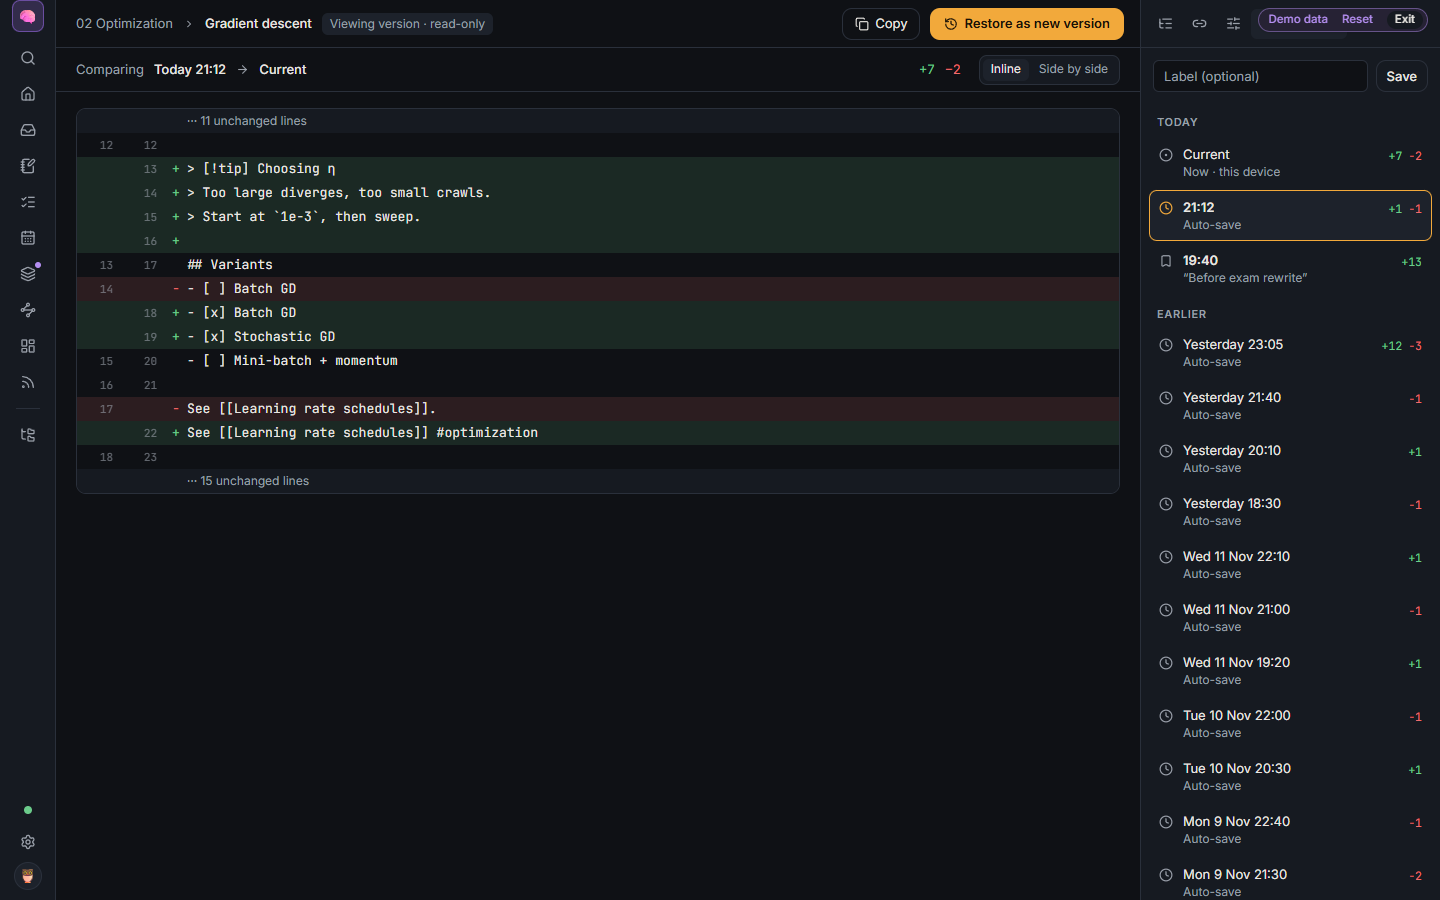 02 Optimization > Gradient descent Viewing version · read-only Copy Restore as new version
Demo data Reset Exit
Comparing Today 21:12 → Current +7 −2 Inline Side by side
Label (optional) Save
··· 11 unchanged lines
12 12
13 + > [!tip] Choosing η
14 + > Too large diverges, too small crawls.
15 + > Start at `1e-3`, then sweep.
16 +
13 17 ## Variants
14 - - [ ] Batch GD
18 + - [x] Batch GD
19 + - [x] Stochastic GD
15 20 - [ ] Mini-batch + momentum
16 21
17 - See [[Learning rate schedules]].
22 + See [[Learning rate schedules]] #optimization
18 23
··· 15 unchanged lines
TODAY
Current +7 -2
Now · this device
21:12 +1 -1
Auto-save
19:40 +13
“Before exam rewrite”
EARLIER
Yesterday 23:05 +12 -3
Auto-save
Yesterday 21:40 -1
Auto-save
Yesterday 20:10 +1
Auto-save
Yesterday 18:30 -1
Auto-save
Wed 11 Nov 22:10 +1
Auto-save
Wed 11 Nov 21:00 -1
Auto-save
Wed 11 Nov 19:20 +1
Auto-save
Tue 10 Nov 22:00 -1
Auto-save
Tue 10 Nov 20:30 +1
Auto-save
Mon 9 Nov 22:40 -1
Auto-save
Mon 9 Nov 21:30 -2
Auto-save